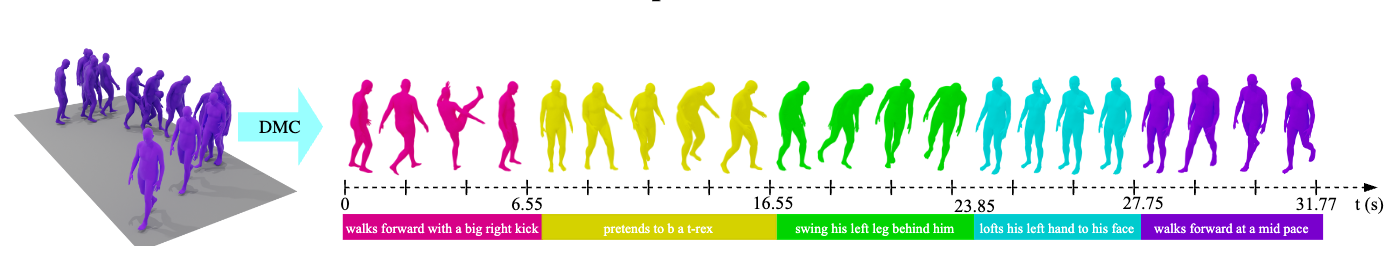 DMC
0 6.55 16.55 23.85 27.75 31.77 t (s)
walks forward with a big right kick pretends to b a t-rex swing his left leg behind him lofts his left hand to his face walks forward at a mid pace